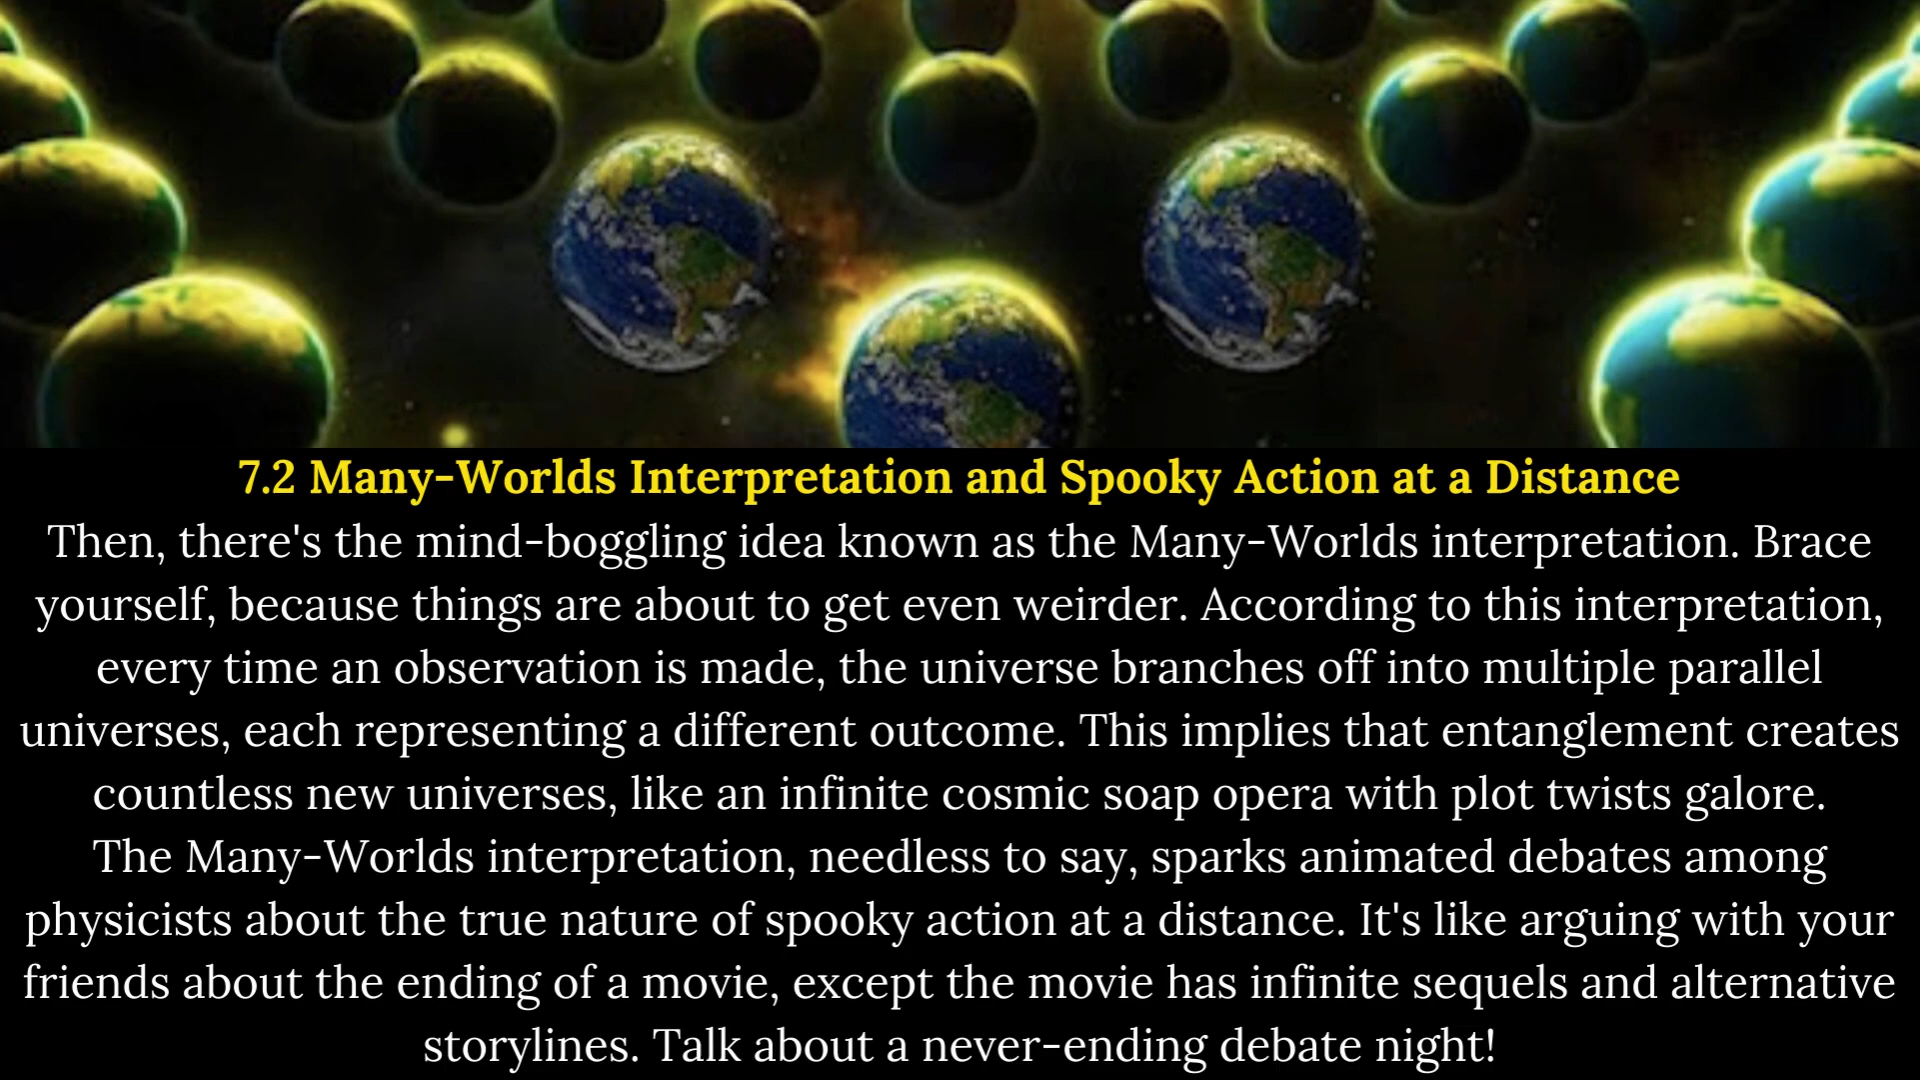 7.2 Many-Worlds Interpretation and Spooky Action at a Distance
Then, there's the mind-boggling idea known as the Many-Worlds interpretation. Brace
yourself, because things are about to get even weirder. According to this interpretation,
every time an observation is made, the universe branches off into multiple parallel
universes, each representing a different outcome. This implies that entanglement creates
countless new universes, like an infinite cosmic soap opera with plot twists galore.
The Many-Worlds interpretation, needless to say, sparks animated debates among
physicists about the true nature of spooky action at a distance. It's like arguing with your
friends about the ending of a movie, except the movie has infinite sequels and alternative
storylines. Talk about a never-ending debate night!